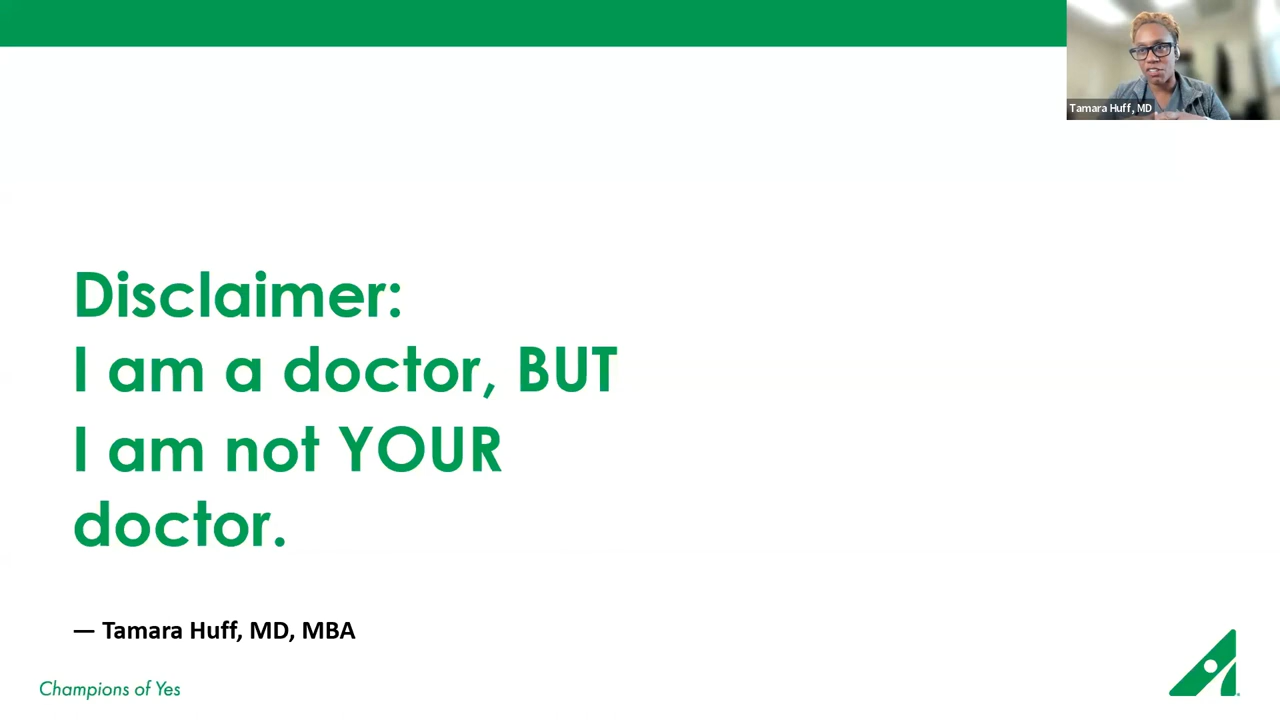 Tamara Huff, MD
Disclaimer:
I am a doctor, BUT
I am not YOUR
doctor.
— Tamara Huff, MD, MBA
Champions of Yes